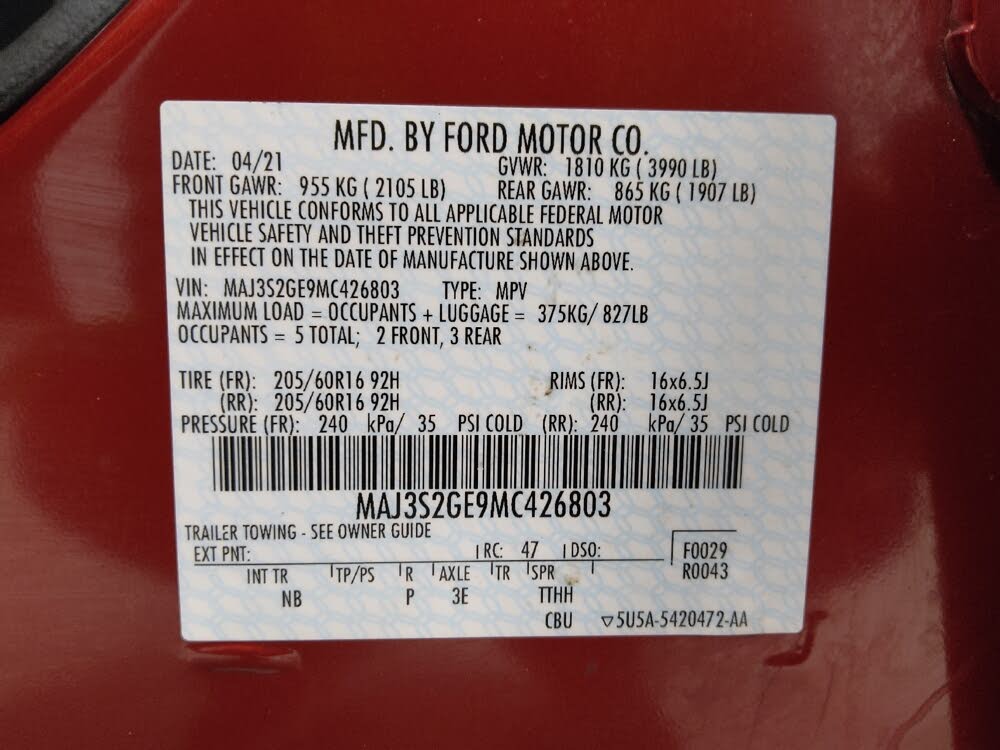 MFD. BY FORD MOTOR CO.
DATE: 04/21 GVWR: 1810 KG ( 3990 LB)
FRONT GAWR: 955 KG ( 2105 LB) REAR GAWR: 865 KG ( 1907 LB)
THIS VEHICLE CONFORMS TO ALL APPLICABLE FEDERAL MOTOR
VEHICLE SAFETY AND THEFT PREVENTION STANDARDS
IN EFFECT ON THE DATE OF MANUFACTURE SHOWN ABOVE.
VIN: MAJ3S2GE9MC426803 TYPE: MPV
MAXIMUM LOAD = OCCUPANTS + LUGGAGE = 375KG/ 827LB
OCCUPANTS = 5 TOTAL; 2 FRONT, 3 REAR
TIRE (FR): 205/60R16 92H RIMS (FR): 16x6.5J
(RR): 205/60R16 92H (RR): 16x6.5J
PRESSURE (FR): 240 kPa/ 35 PSI COLD (RR): 240 kPa/ 35 PSI COLD
MAJ3S2GE9MC426803
TRAILER TOWING - SEE OWNER GUIDE
EXT PNT: RC: 47 DSO: F0029
R0043
INT TR TP/PS R AXLE TR SPR
NB P 3E TTHH
CBU ▽5U5A-5420472-AA